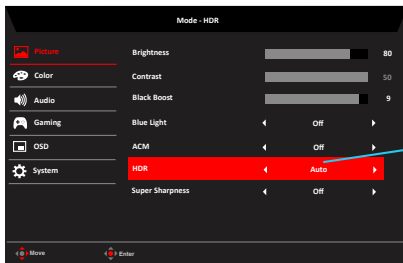 Mode - HDR
Picture
Brightness 80
Color
Contrast 50
Audio
Black Boost 9
Gaming
Blue Light Off
OSD
ACM Off
System
HDR Auto
Super Sharpness Off
Move Enter